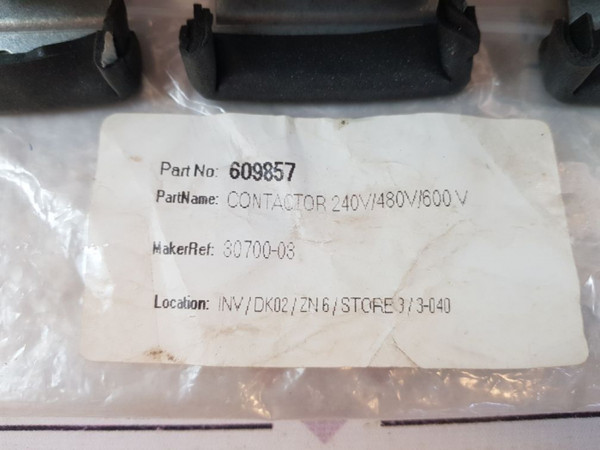 Part No: 609857
PartName: CONTACTOR 240V/480V/600 V
MakerRef: 30700-03
Location: INV / DK02 / ZN 6 / STORE 3 / 3-040